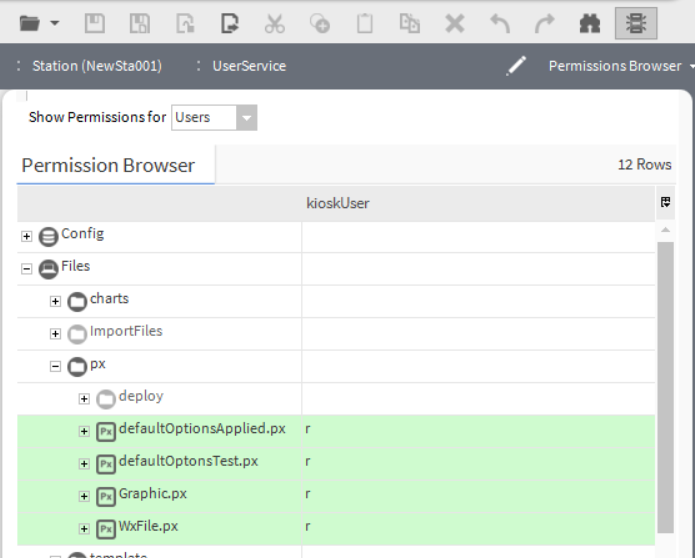 : Station (NewSta001) : UserService Permissions Browser
Show Permissions for Users
Permission Browser 12 Rows
kioskUser
Config
Files
charts
ImportFiles
px
deploy
Px defaultOptionsApplied.px r
Px defaultOptonsTest.px r
Px Graphic.px r
Px WxFile.px r
template